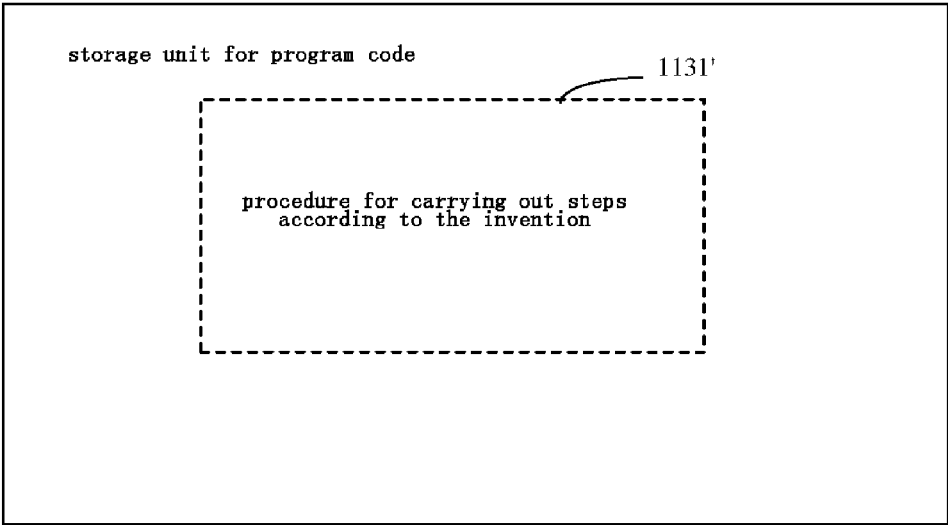 storage unit for program code
1131'
procedure for carrying out steps
according to the invention